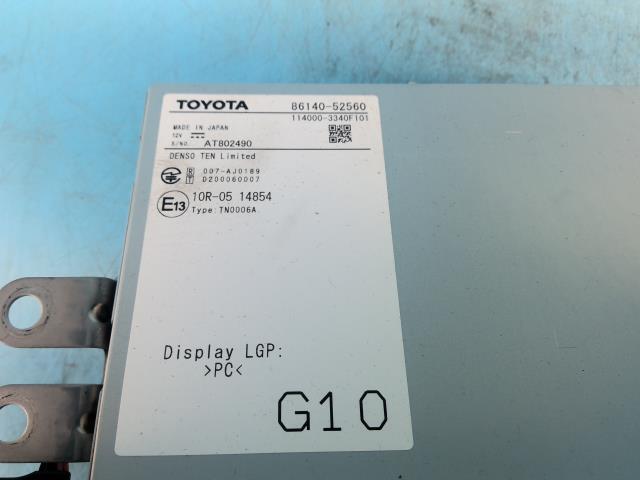 TOYOTA 86140-52560
114000-3340F101
MADE IN JAPAN
12V
S/NO. AT802490
DENSO TEN Limited
R 007-AJ0189
T D200060007
E13 10R-05 14854
Type:TN0006A
Display LGP:
>PC<
G10